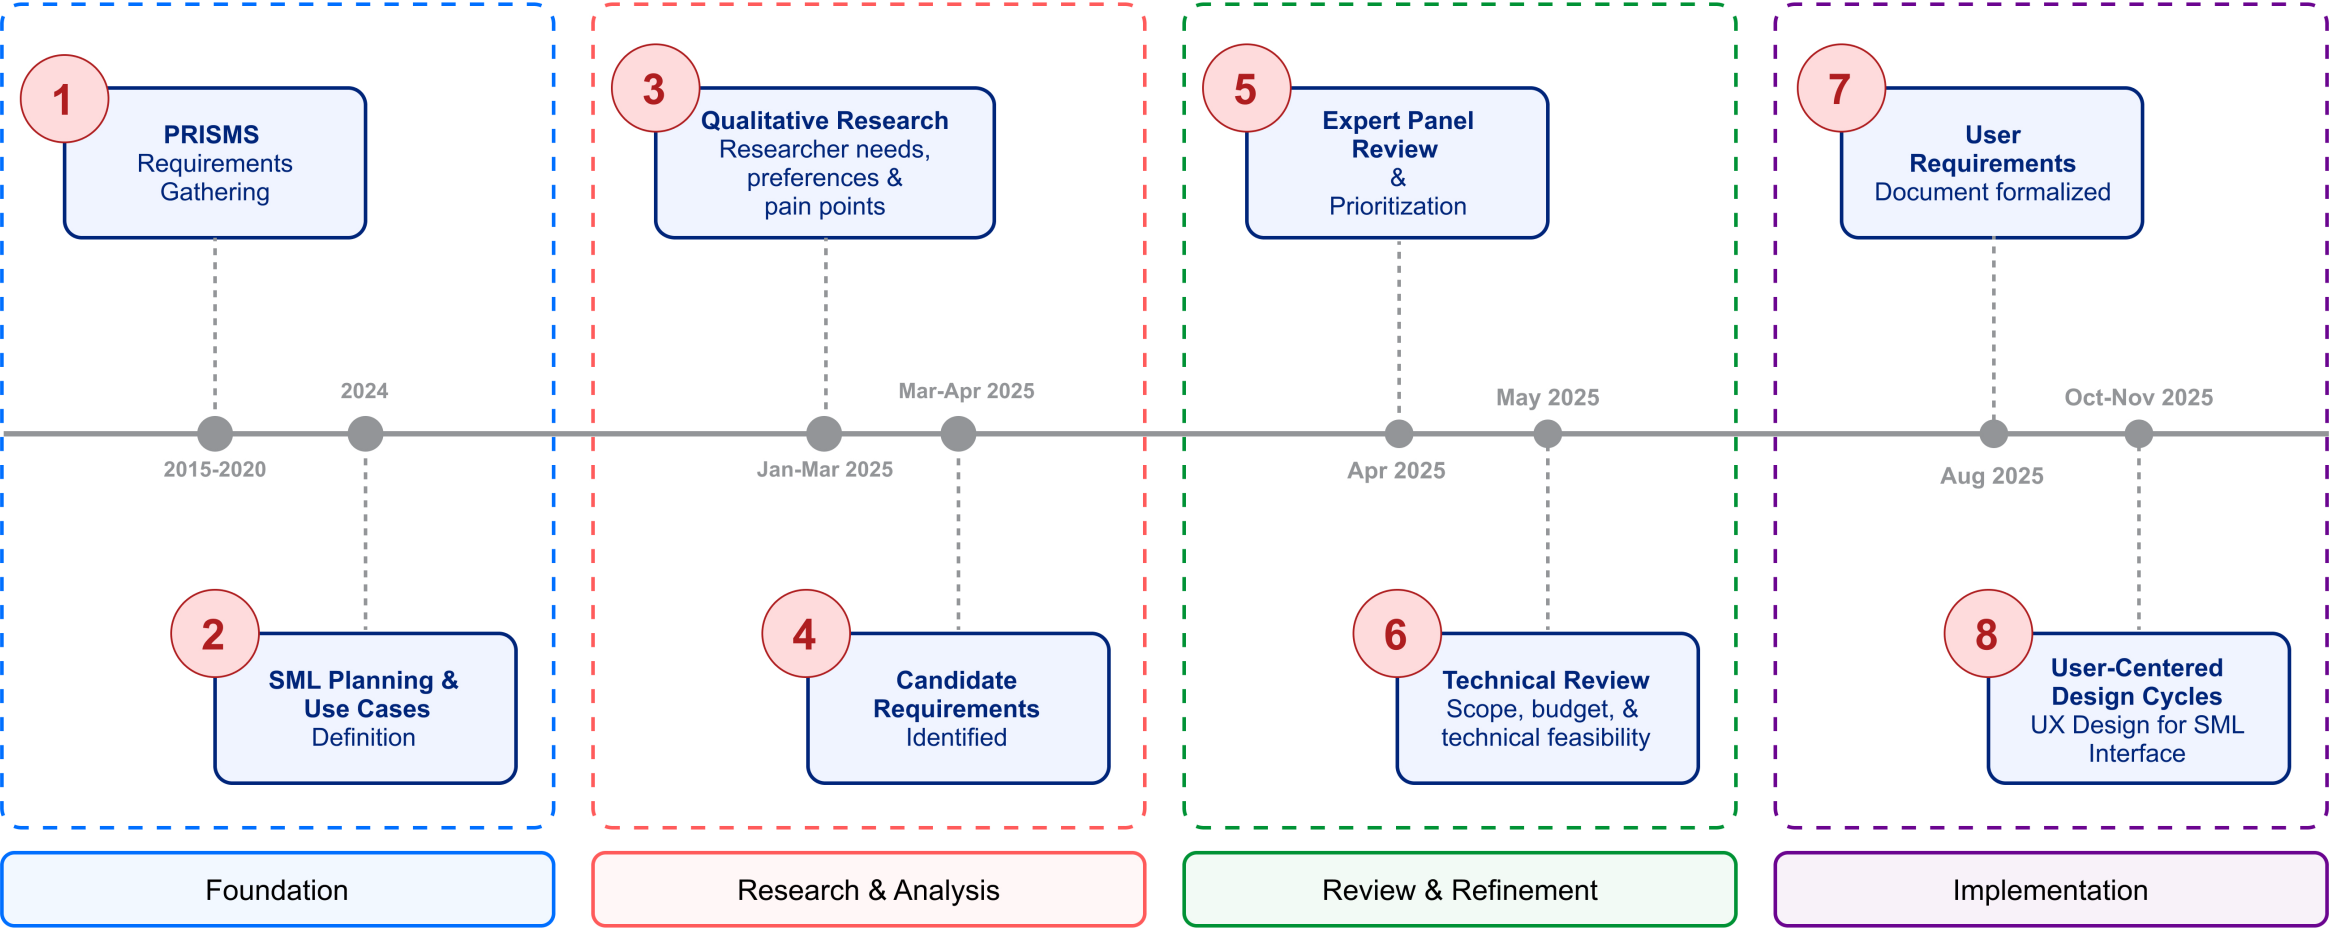 1
PRISMS
Requirements
Gathering
2015-2020
2024
2
SML Planning &
Use Cases
Definition
3
Qualitative Research
Researcher needs,
preferences &
pain points
Jan-Mar 2025
Mar-Apr 2025
4
Candidate
Requirements
Identified
5
Expert Panel
Review
&
Prioritization
Apr 2025
May 2025
6
Technical Review
Scope, budget, &
technical feasibility
7
User
Requirements
Document formalized
Aug 2025
Oct-Nov 2025
8
User-Centered
Design Cycles
UX Design for SML
Interface
Foundation
Research & Analysis
Review & Refinement
Implementation